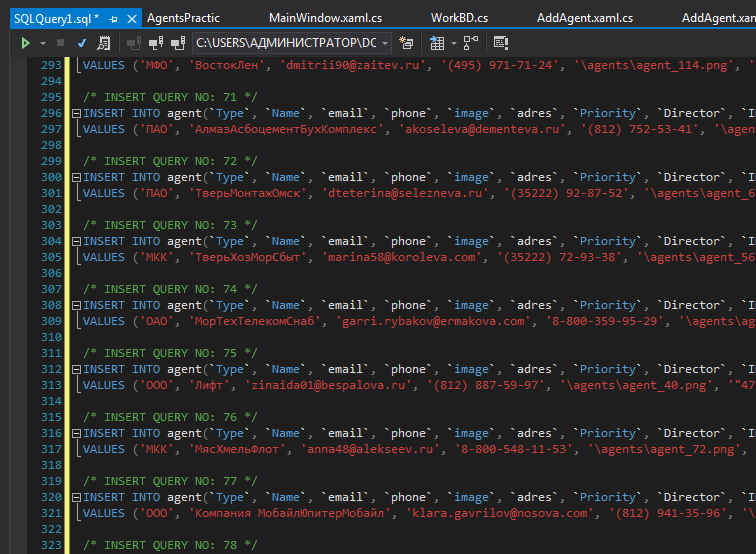 SQLQuery1.sql * AgentsPractic MainWindow.xaml.cs WorkBD.cs AddAgent.xaml.cs AddAgent.xam
C:\USERS\АДМИНИСТРАТОР\DO
293 VALUES ('МФО', 'ВостокЛен', 'dmitrii90@zaitev.ru', '(495) 971-71-24', '\agents\agent_114.png', '
294
295 /* INSERT QUERY NO: 71 */
296 INSERT INTO agent(`Type`, `Name`, `email`, `phone`, `image`, `adres`, `Priority`, `Director`, `I
297 VALUES ('ПАО', 'АлмазАсбоцементБухКомплекс', 'akoseleva@dementeva.ru', '(812) 752-53-41', '\agen
298
299 /* INSERT QUERY NO: 72 */
300 INSERT INTO agent(`Type`, `Name`, `email`, `phone`, `image`, `adres`, `Priority`, `Director`, `I
301 VALUES ('ПАО', 'ТверьМонтажОмск', 'dteterina@selezneva.ru', '(35222) 92-87-52', '\agents\agent_6
302
303 /* INSERT QUERY NO: 73 */
304 INSERT INTO agent(`Type`, `Name`, `email`, `phone`, `image`, `adres`, `Priority`, `Director`, `I
305 VALUES ('МКК', 'ТверьХозМорСбыт', 'marina58@koroleva.com', '(35222) 72-93-38', '\agents\agent_56
306
307 /* INSERT QUERY NO: 74 */
308 INSERT INTO agent(`Type`, `Name`, `email`, `phone`, `image`, `adres`, `Priority`, `Director`, `I
309 VALUES ('ОАО', 'МорТехТелекомСнаб', 'garri.rybakov@ermakova.com', '8-800-359-95-29', '\agents\ag
310
311 /* INSERT QUERY NO: 75 */
312 INSERT INTO agent(`Type`, `Name`, `email`, `phone`, `image`, `adres`, `Priority`, `Director`, `I
313 VALUES ('ООО', 'Лифт', 'zinaida01@bespalova.ru', '(812) 887-59-97', '\agents\agent_40.png', '"47
314
315 /* INSERT QUERY NO: 76 */
316 INSERT INTO agent(`Type`, `Name`, `email`, `phone`, `image`, `adres`, `Priority`, `Director`, `I
317 VALUES ('МКК', 'МясХмельФлот', 'anna48@alekseev.ru', '8-800-548-11-53', '\agents\agent_72.png',
318
319 /* INSERT QUERY NO: 77 */
320 INSERT INTO agent(`Type`, `Name`, `email`, `phone`, `image`, `adres`, `Priority`, `Director`, `I
321 VALUES ('ООО', 'Компания МобайлЮпитерМобайл', 'klara.gavrilov@nosova.com', '(812) 941-35-96', '\
322
323 /* INSERT QUERY NO: 78 */